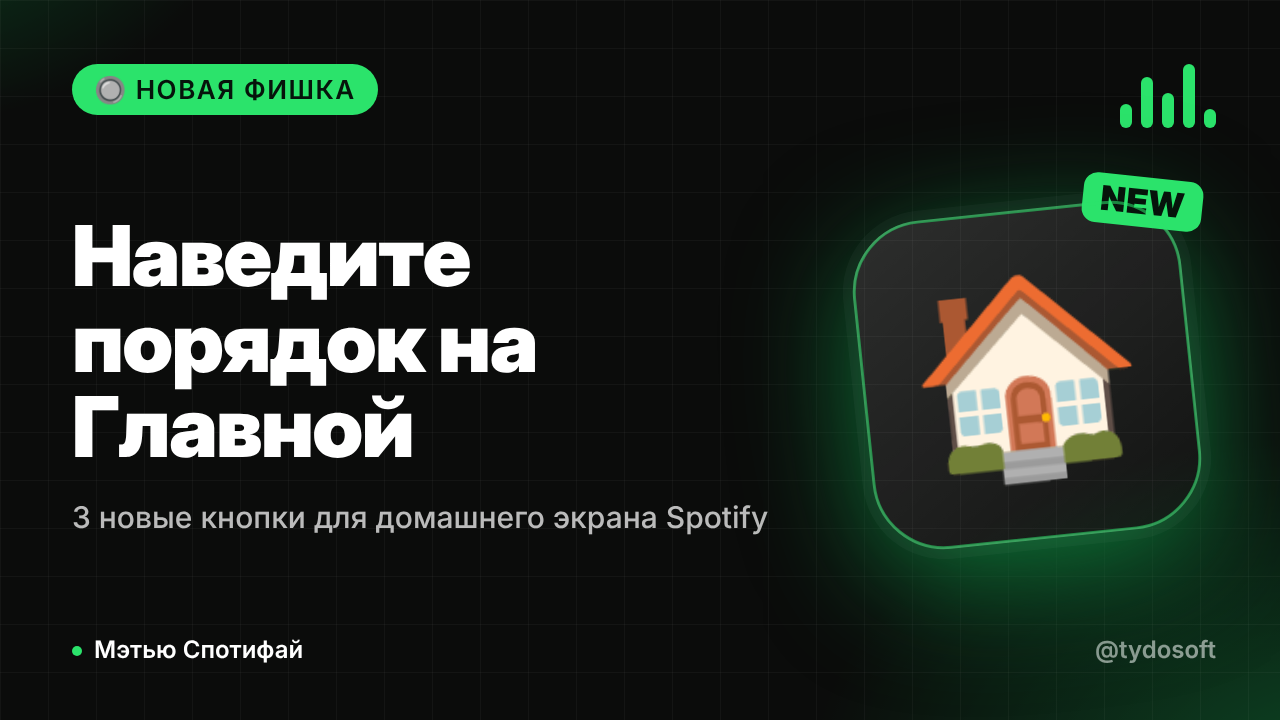 🔘 НОВАЯ ФИШКА
NEW
Наведите
порядок на
Главной
3 новые кнопки для домашнего экрана Spotify
Мэтью Спотифай
@tydosoft